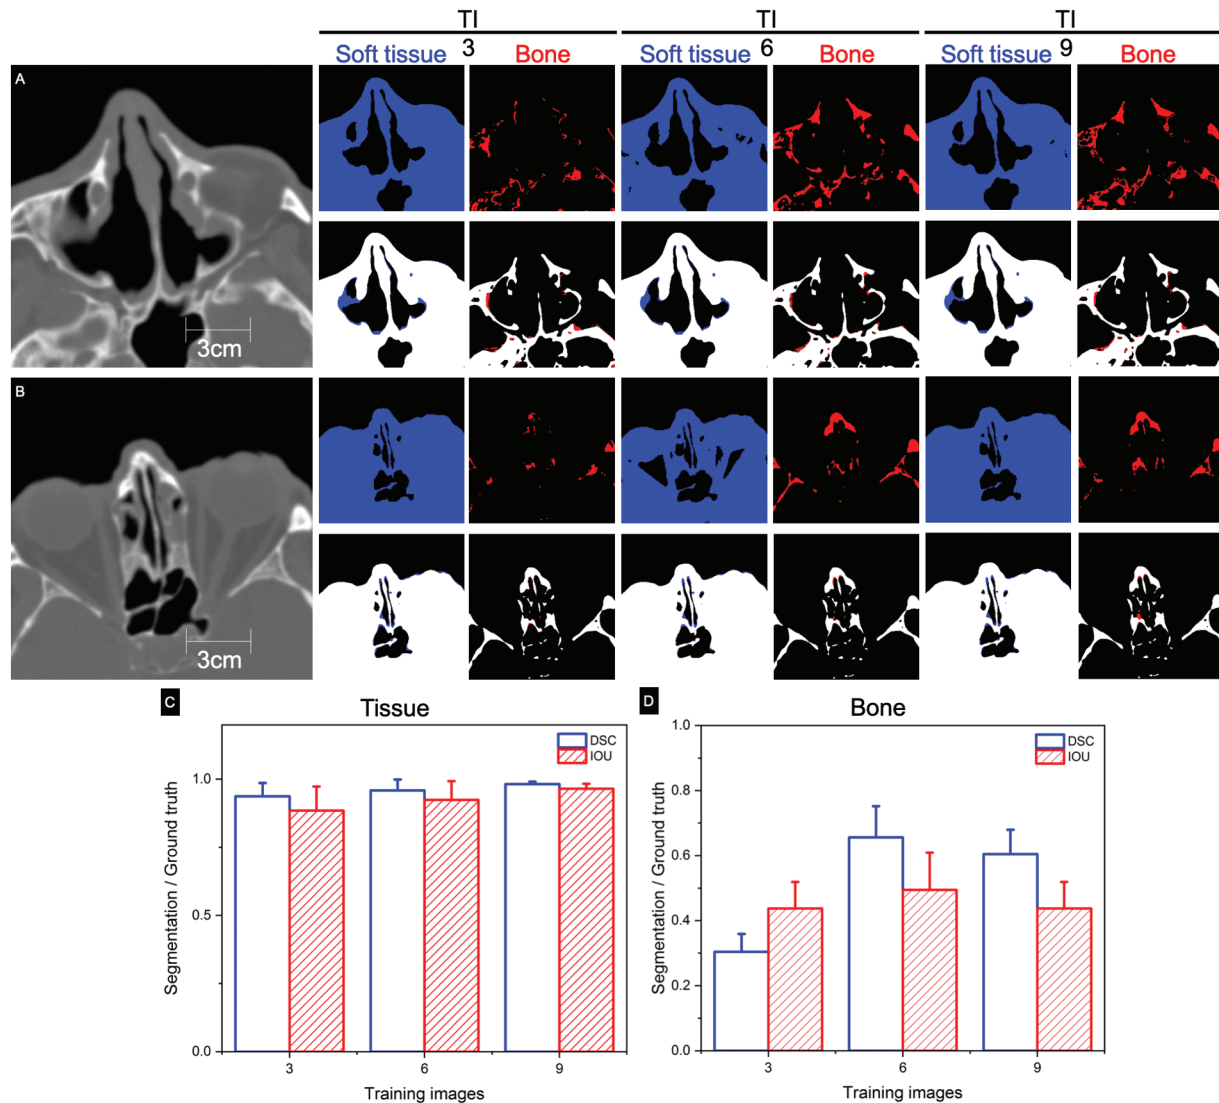 TI TI TI
3 6 9
Soft tissue Bone Soft tissue Bone Soft tissue Bone
A
3cm
B
3cm
C Tissue
DSC
IOU
1.0
0.5
0.0
Segmentation / Ground truth
3 6 9
Training images
D Bone
DSC
IOU
1.0
0.8
0.6
0.4
0.2
0.0
Segmentation / Ground truth
3 6 9
Training images